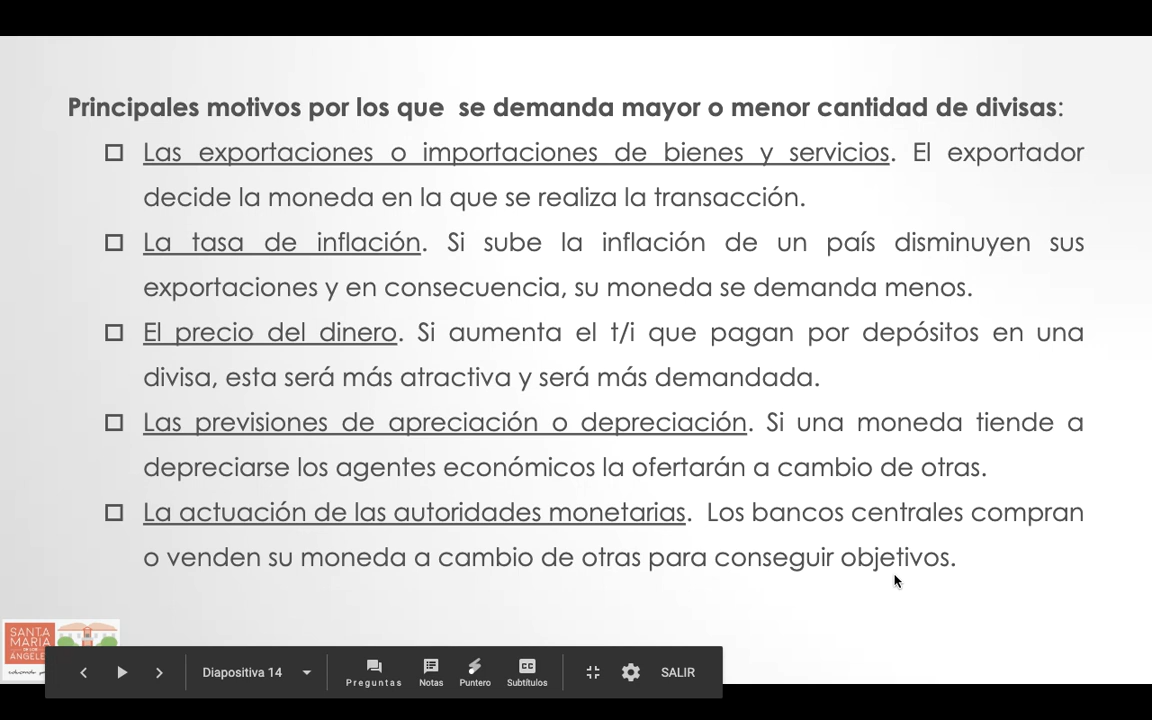 Principales motivos por los que se demanda mayor o menor cantidad de divisas:
Las exportaciones o importaciones de bienes y servicios. El exportador
decide la moneda en la que se realiza la transacción.
La tasa de inflación. Si sube la inflación de un país disminuyen sus
exportaciones y en consecuencia, su moneda se demanda menos.
El precio del dinero. Si aumenta el t/i que pagan por depósitos en una
divisa, esta será más atractiva y será más demandada.
Las previsiones de apreciación o depreciación. Si una moneda tiende a
depreciarse los agentes económicos la ofertarán a cambio de otras.
La actuación de las autoridades monetarias. Los bancos centrales compran
o venden su moneda a cambio de otras para conseguir objetivos.
SANTA
MARIA
DE LOS
ANGELE
Diapositiva 14
Preguntas
Notas
Puntero
CC
Subtítulos
SALIR